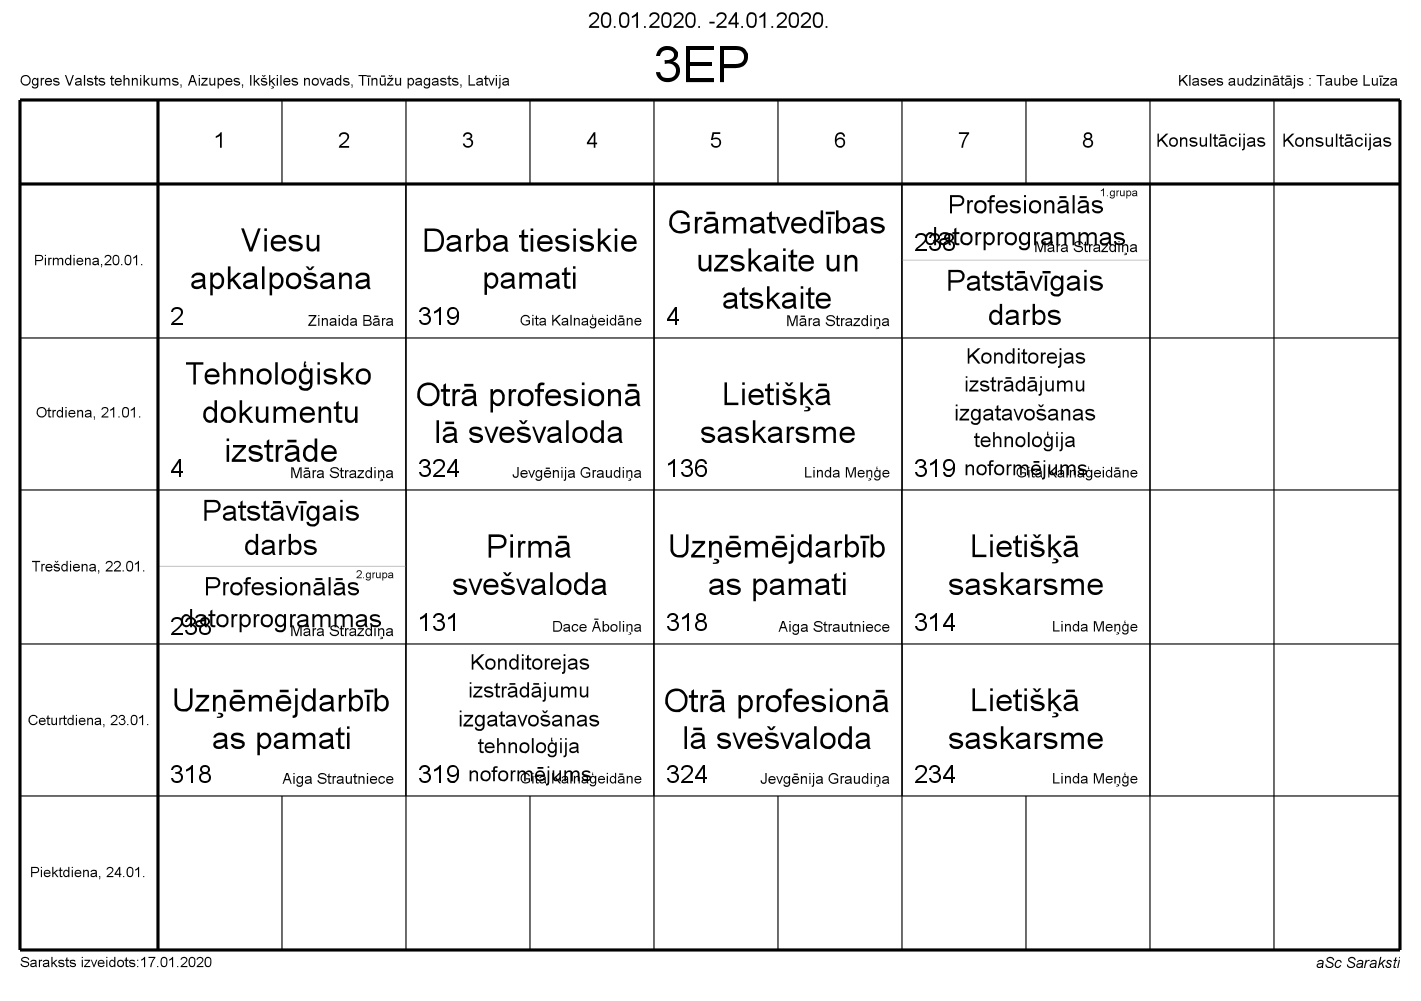 20.01.2020. -24.01.2020.
3EP
Ogres Valsts tehnikums, Aizupes, Ikšķiles novads, Tīnūžu pagasts, Latvija
Klases audzinātājs : Taube Luīza
1 2 3 4 5 6 7 8 Konsultācijas Konsultācijas
Pirmdiena,20.01.
Viesu
apkalpošana
2 Zinaida Bāra
Darba tiesiskie
pamati
319 Gita Kalnaģeidāne
Grāmatvedības
uzskaite un
atskaite
4 Māra Strazdiņa
1.grupa
Profesionālās
datorprogrammas
238 Māra Strazdiņa
Patstāvīgais
darbs
Otrdiena, 21.01.
Tehnoloģisko
dokumentu
izstrāde
4 Māra Strazdiņa
Otrā profesionā
lā svešvaloda
324 Jevgēnija Graudiņa
Lietišķā
saskarsme
136 Linda Meņģe
Konditorejas
izstrādājumu
izgatavošanas
tehnoloģija
noformējums
319 Gita Kalnaģeidāne
Trešdiena, 22.01.
Patstāvīgais
darbs
2.grupa
Profesionālās
datorprogrammas
238 Māra Strazdiņa
Pirmā
svešvaloda
131 Dace Āboliņa
Uzņēmējdarbīb
as pamati
318 Aiga Strautniece
Lietišķā
saskarsme
314 Linda Meņģe
Ceturtdiena, 23.01.
Uzņēmējdarbīb
as pamati
318 Aiga Strautniece
Konditorejas
izstrādājumu
izgatavošanas
tehnoloģija
noformējums
319 Gita Kalnaģeidāne
Otrā profesionā
lā svešvaloda
324 Jevgēnija Graudiņa
Lietišķā
saskarsme
234 Linda Meņģe
Piektdiena, 24.01.
Saraksts izveidots:17.01.2020
aSc Saraksti